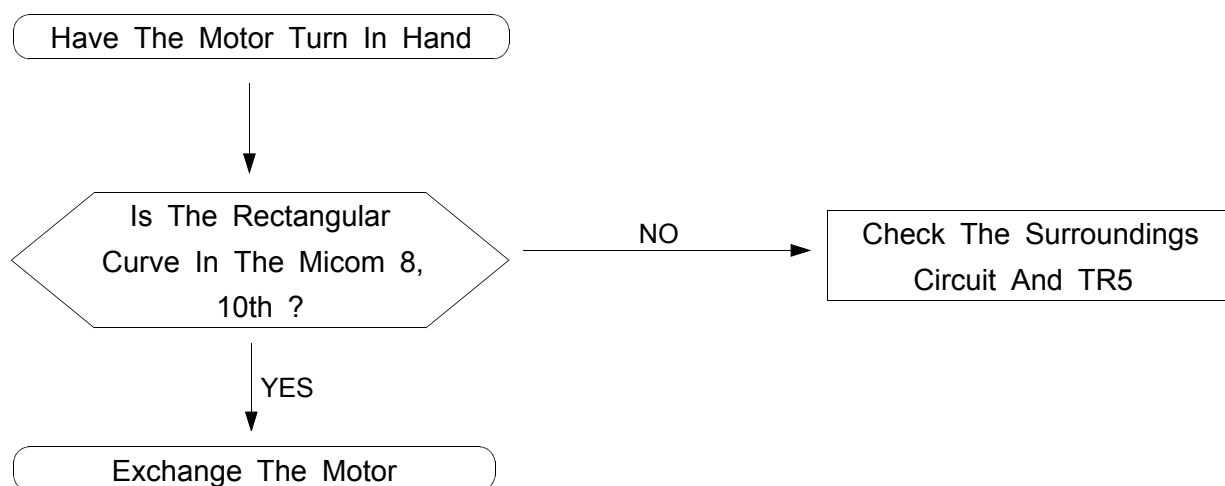 Have The Motor Turn In Hand
Is The Rectangular
Curve In The Micom 8,
10th ?
NO
Check The Surroundings
Circuit And TR5
YES
Exchange The Motor